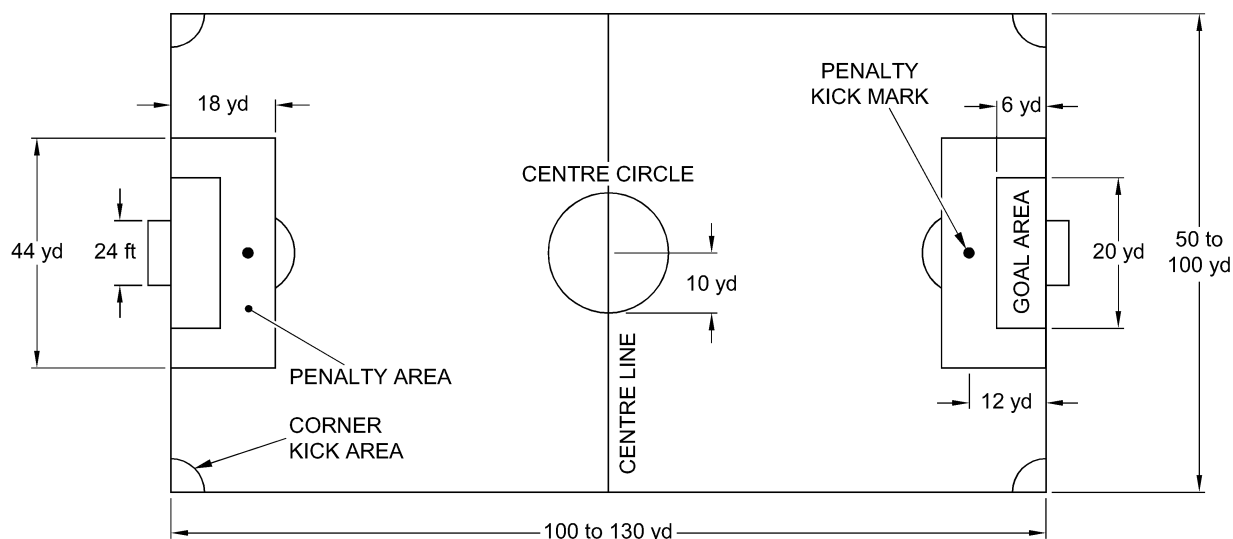 18 yd
PENALTY
KICK MARK
6 yd
CENTRE CIRCLE
44 yd
24 ft
10 yd
GOAL AREA
20 yd
50 to
100 yd
PENALTY AREA
CENTRE LINE
12 yd
CORNER
KICK AREA
100 to 130 yd